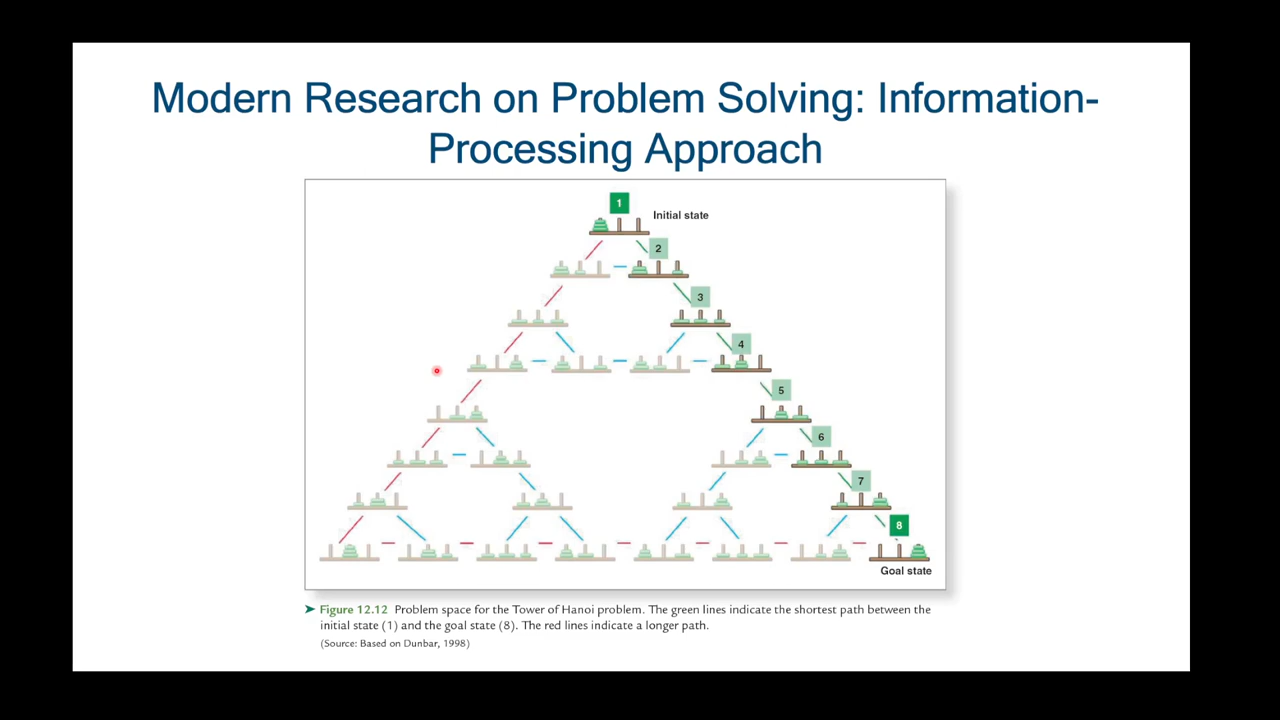 Modern Research on Problem Solving: Information-
Processing Approach
1
Initial state
2
3
4
5
6
7
8
Goal state
➤ Figure 12.12 Problem space for the Tower of Hanoi problem. The green lines indicate the shortest path between the
initial state (1) and the goal state (8). The red lines indicate a longer path.
(Source: Based on Dunbar, 1998)